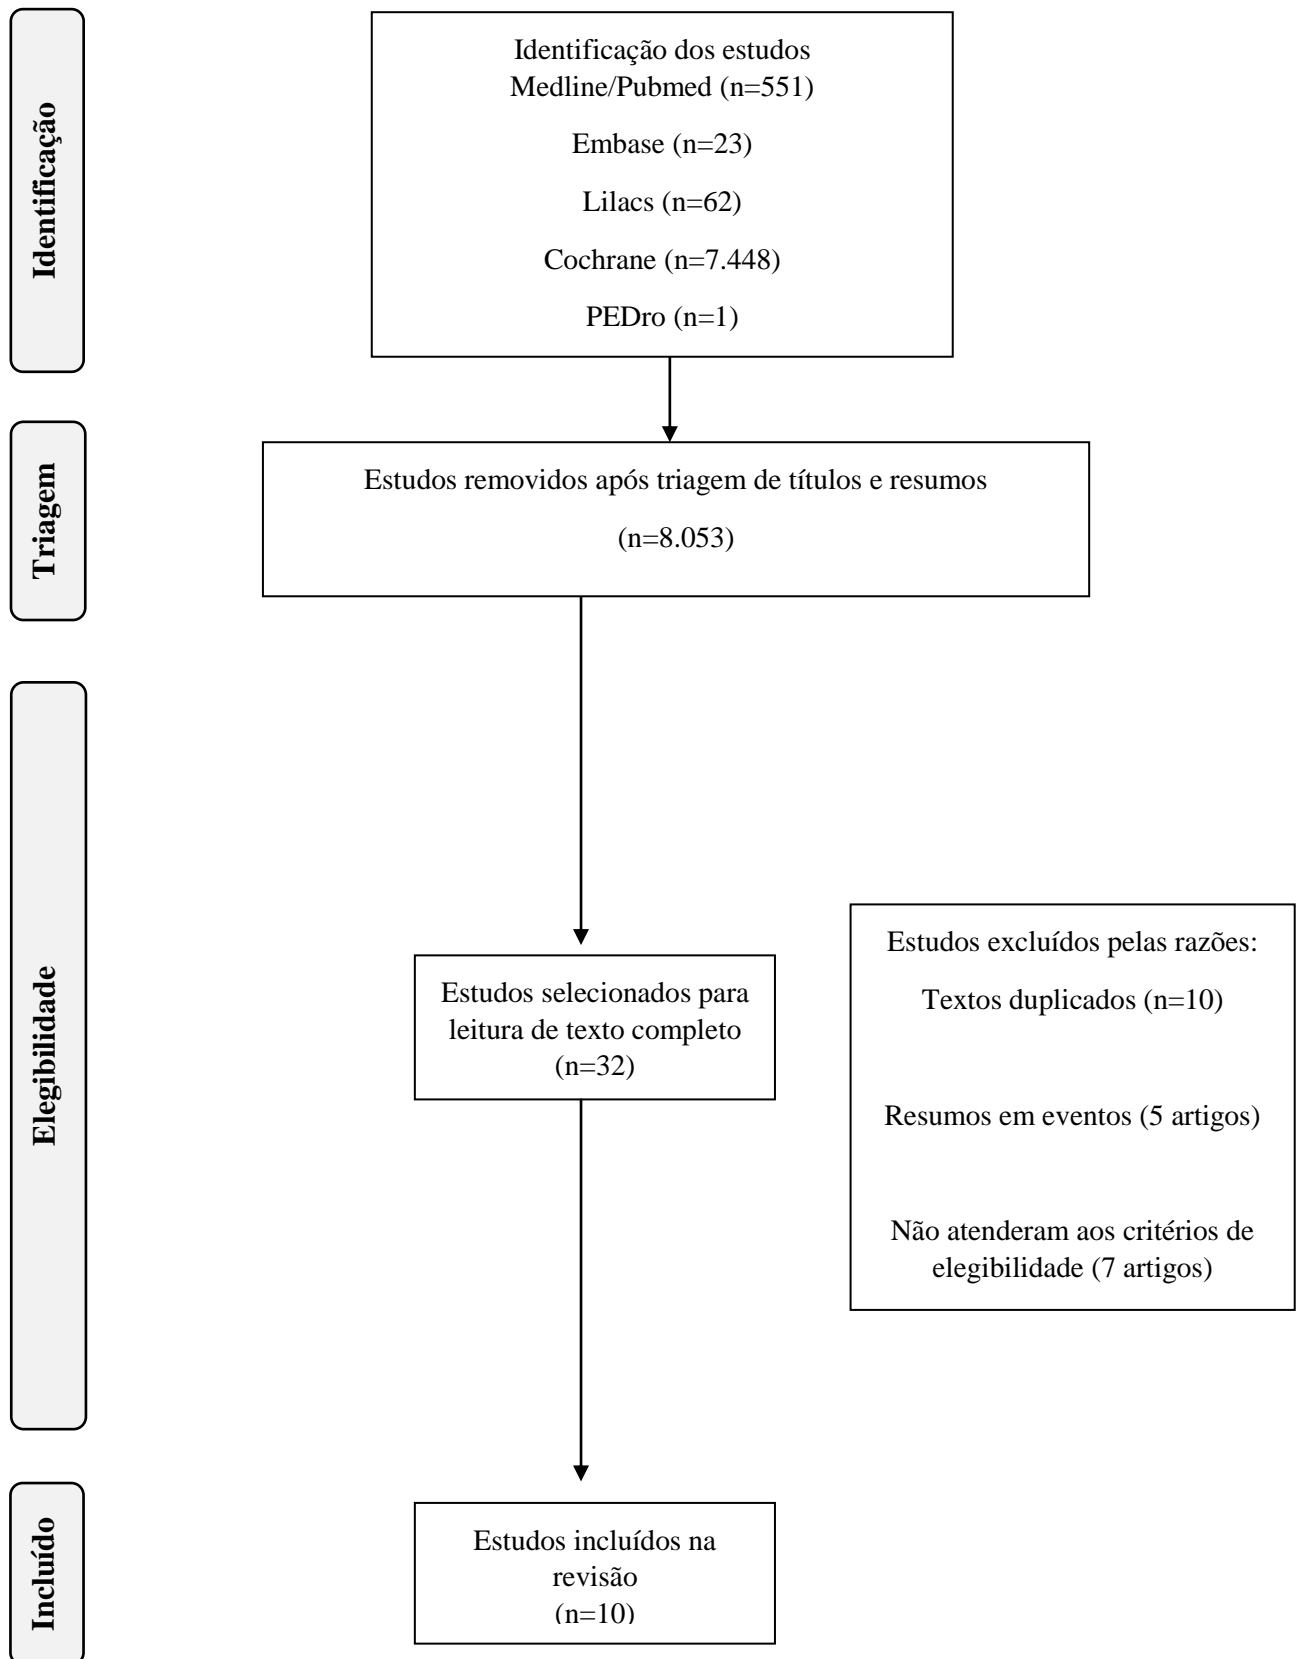 Identificação
Identificação dos estudos
Medline/Pubmed (n=551)
Embase (n=23)
Lilacs (n=62)
Cochrane (n=7.448)
PEDro (n=1)
Triagem
Estudos removidos após triagem de títulos e resumos
(n=8.053)
Elegibilidade
Estudos selecionados para
leitura de texto completo
(n=32)
Estudos excluídos pelas razões:
Textos duplicados (n=10)
Resumos em eventos (5 artigos)
Não atenderam aos critérios de
elegibilidade (7 artigos)
Incluído
Estudos incluídos na
revisão
(n=10)